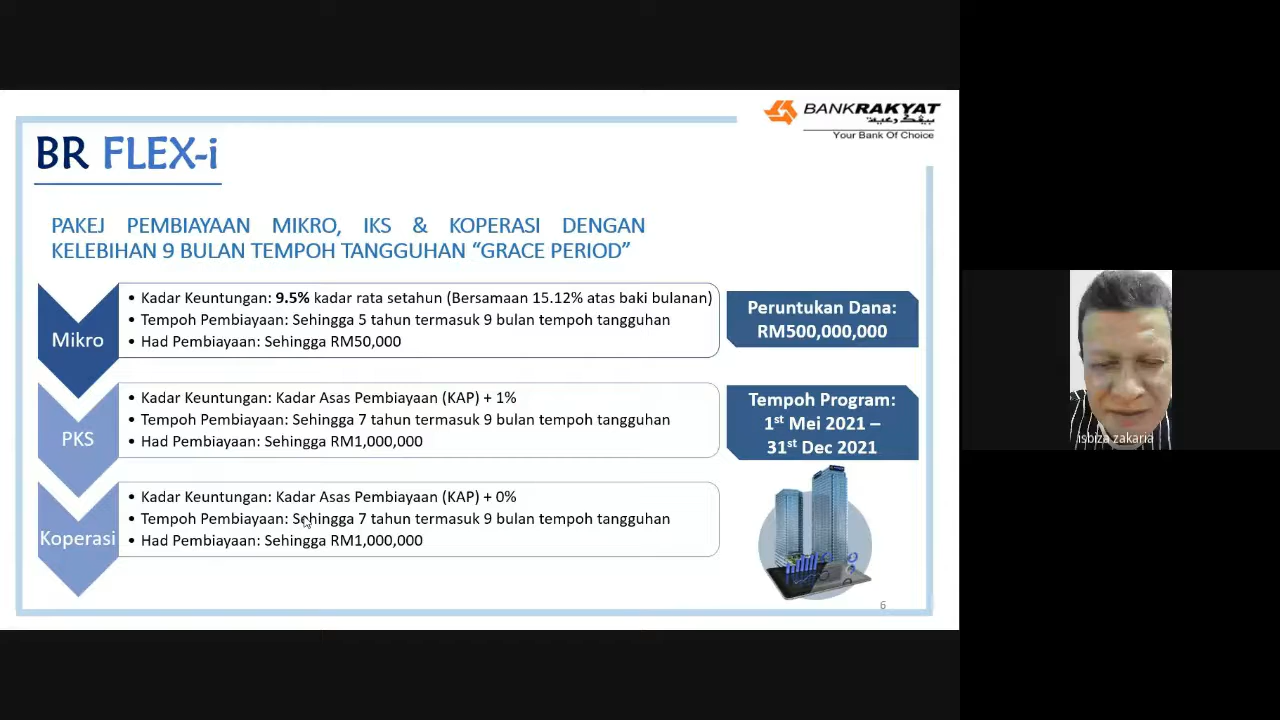 BANKRAKYAT
بيڤك رعية
Your Bank Of Choice
BR FLEX-i
PAKEJ PEMBIAYAAN MIKRO, IKS & KOPERASI DENGAN
KELEBIHAN 9 BULAN TEMPOH TANGGUHAN “GRACE PERIOD”
Mikro
• Kadar Keuntungan: 9.5% kadar rata setahun (Bersamaan 15.12% atas baki bulanan)
• Tempoh Pembiayaan: Sehingga 5 tahun termasuk 9 bulan tempoh tangguhan
• Had Pembiayaan: Sehingga RM50,000
Peruntukan Dana:
RM500,000,000
PKS
• Kadar Keuntungan: Kadar Asas Pembiayaan (KAP) + 1%
• Tempoh Pembiayaan: Sehingga 7 tahun termasuk 9 bulan tempoh tangguhan
• Had Pembiayaan: Sehingga RM1,000,000
Tempoh Program:
1st Mei 2021 –
31st Dec 2021
Koperasi
• Kadar Keuntungan: Kadar Asas Pembiayaan (KAP) + 0%
• Tempoh Pembiayaan: Sehingga 7 tahun termasuk 9 bulan tempoh tangguhan
• Had Pembiayaan: Sehingga RM1,000,000
6
isbiza zakaria